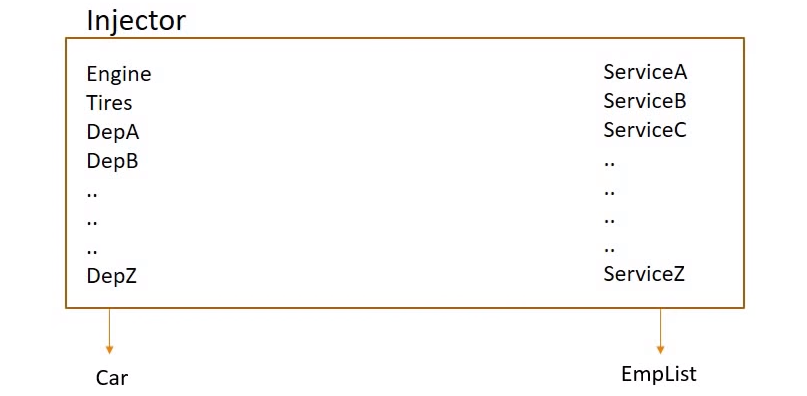 Injector
Engine
Tires
DepA
DepB
..
..
..
DepZ
ServiceA
ServiceB
ServiceC
..
..
..
..
ServiceZ
Car
EmpList